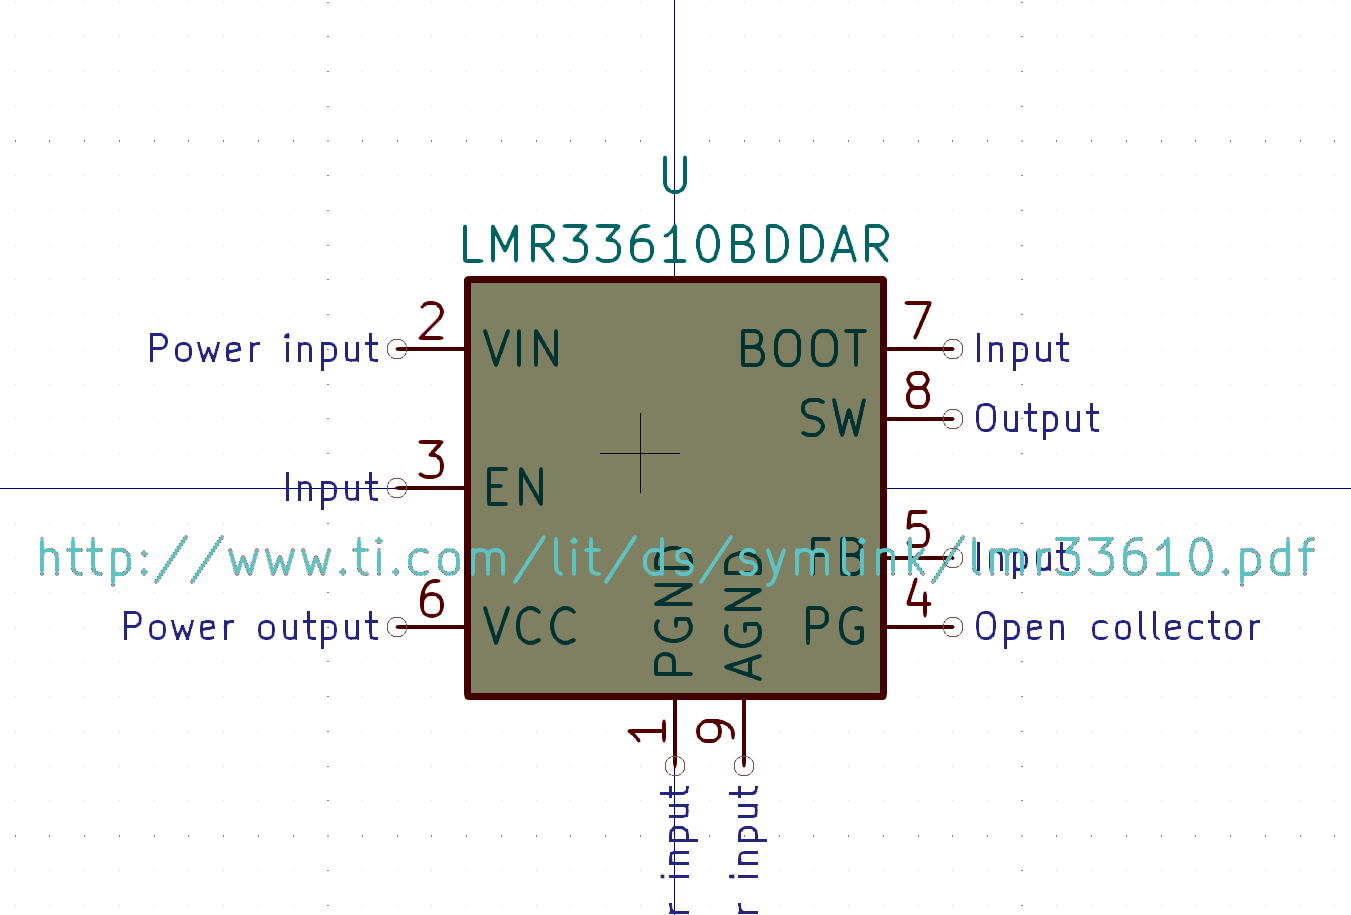 U
LMR33610BDDAR
2
7
Power input
VIN
BOOT
Input
8
SW
Output
3
Input
EN
5
http://www.ti.com/lit/ds/symlink/lmr33610.pdf
FB
Input
6
4
Power output
VCC
PGND
AGND
PG
Open collector
1
9
r input
r input